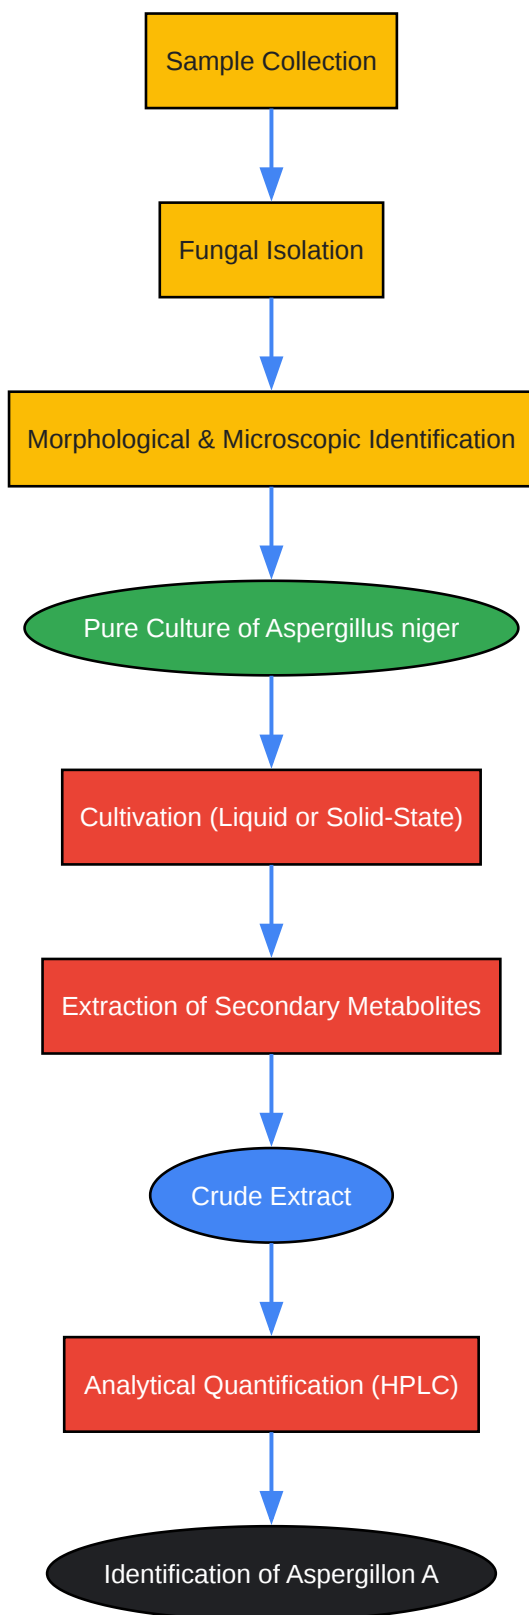 Sample Collection
Fungal Isolation
Morphological & Microscopic Identification
Pure Culture of Aspergillus niger
Cultivation (Liquid or Solid-State)
Extraction of Secondary Metabolites
Crude Extract
Analytical Quantification (HPLC)
Identification of Aspergillon A